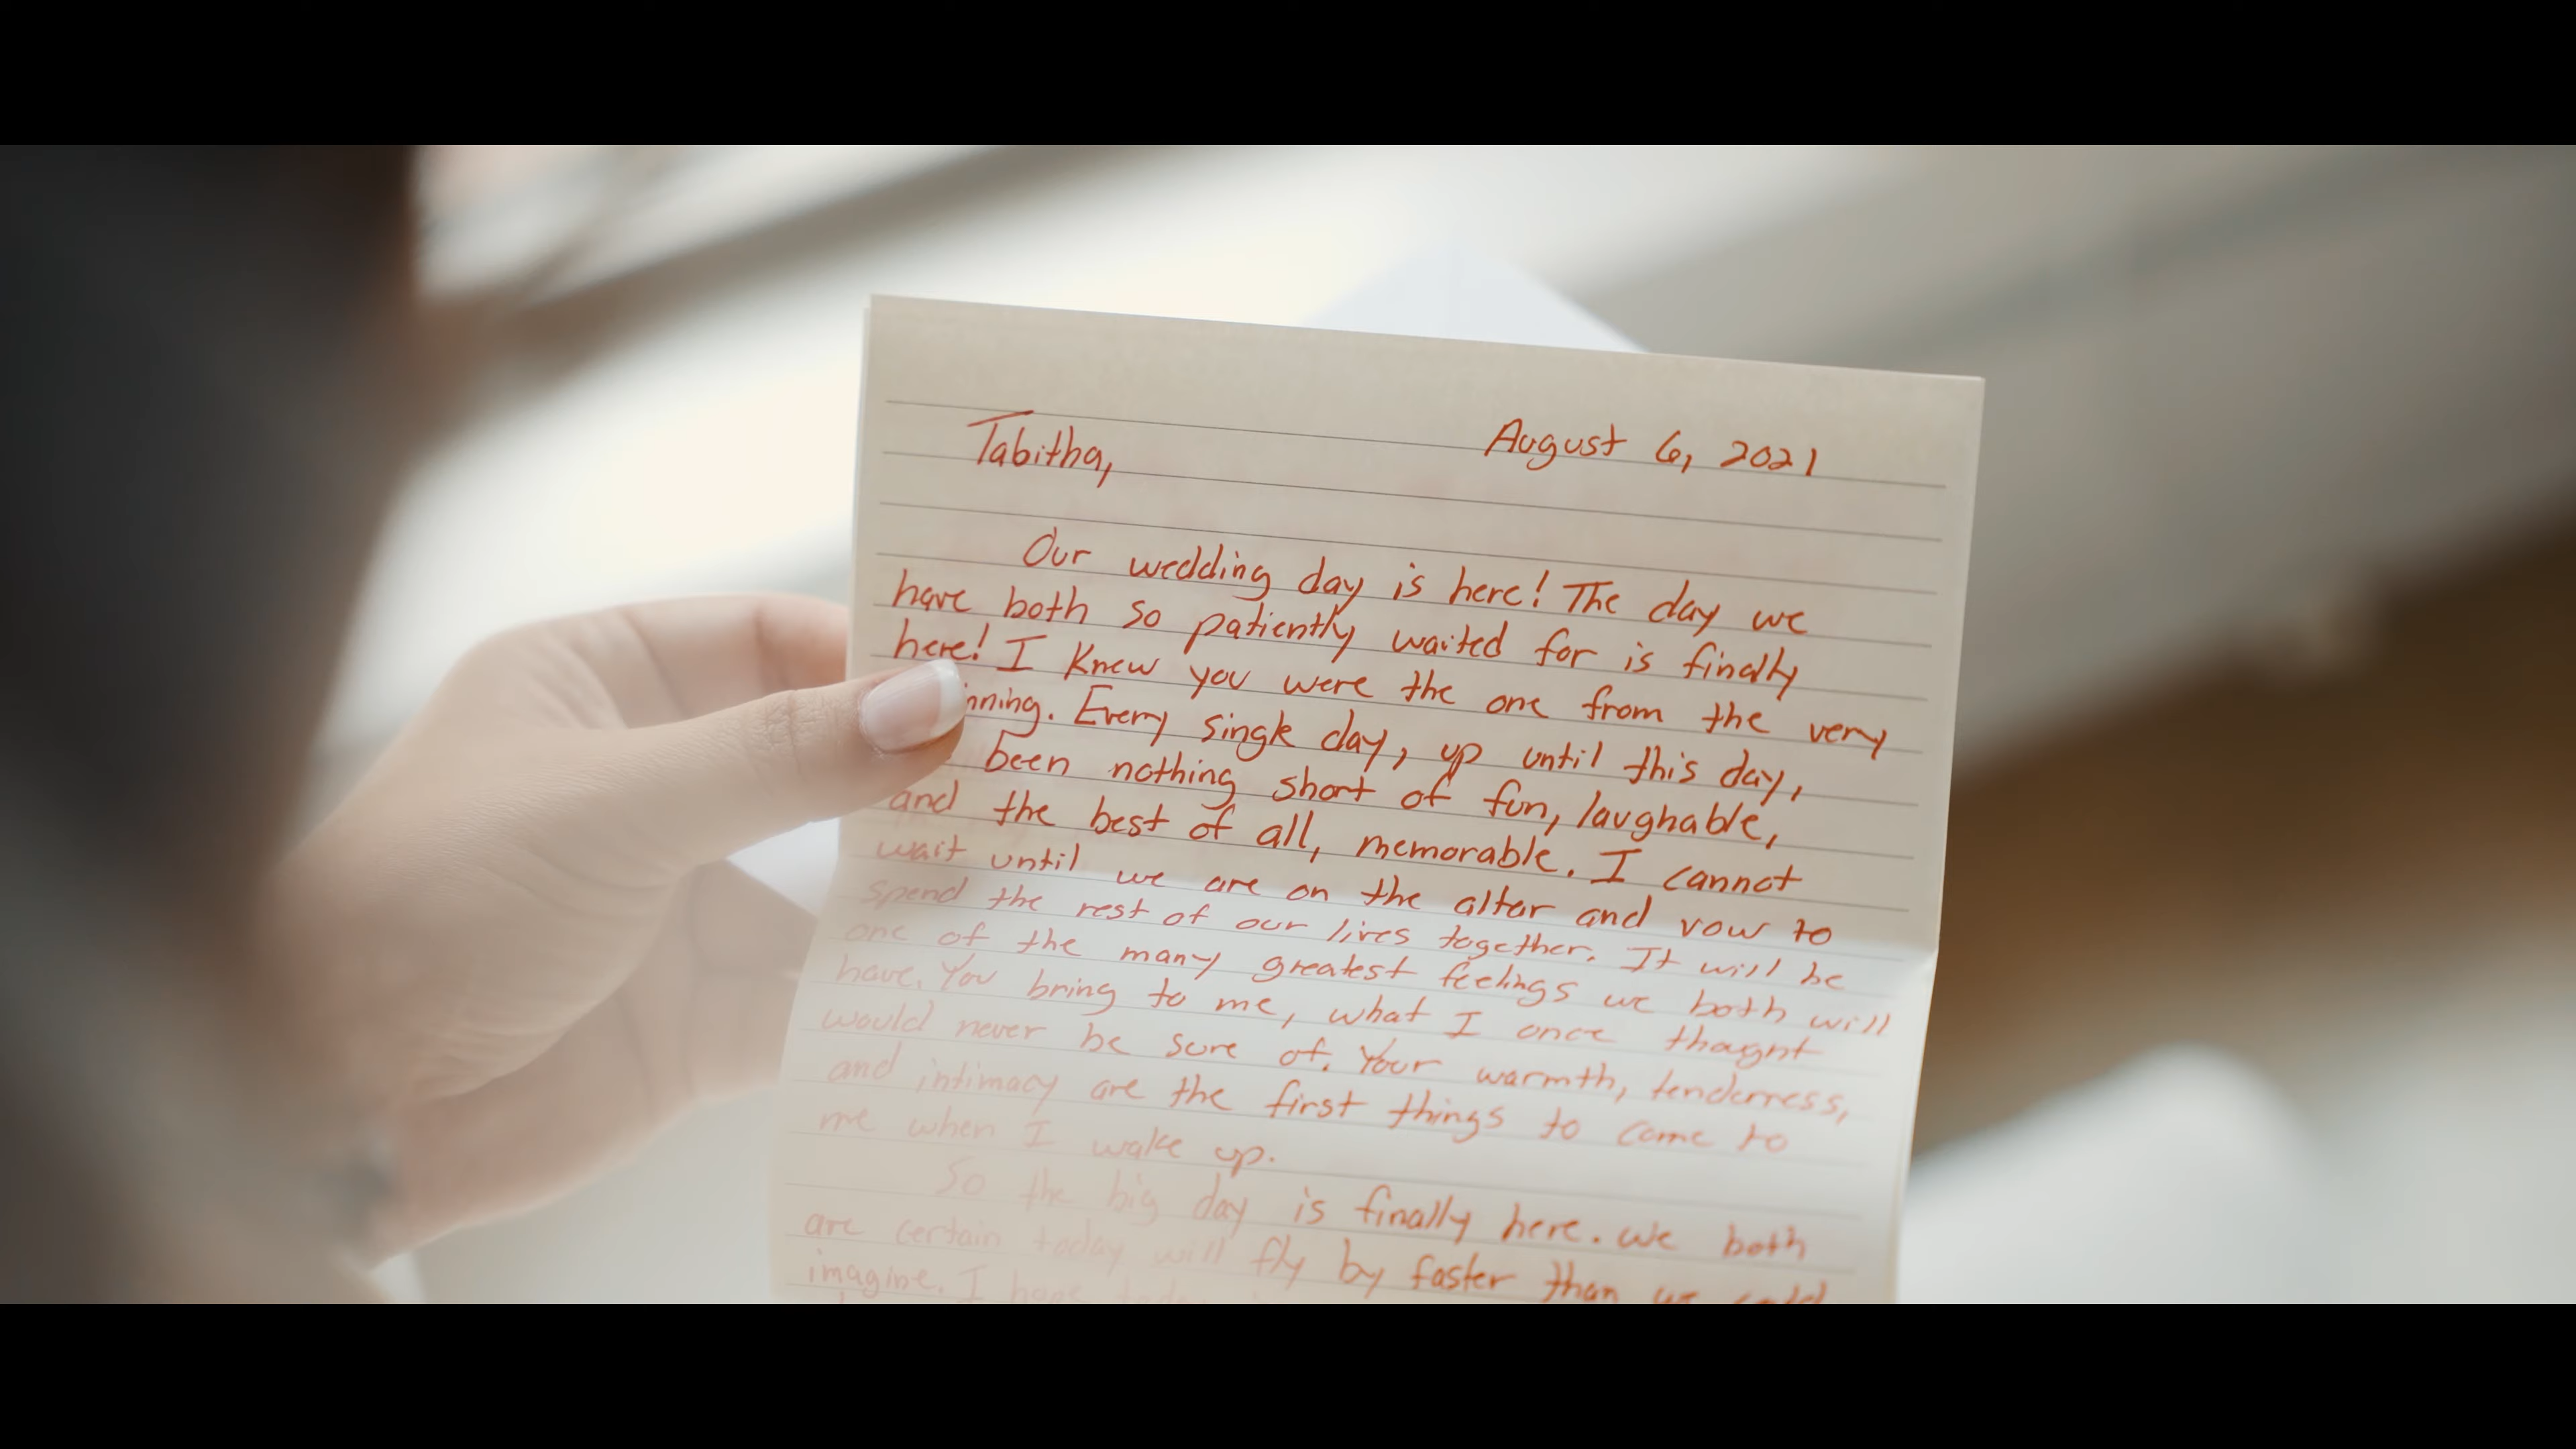 Tabitha,
August 6, 2021
Our wedding day is here! The day we
have both so patiently waited for is finally
here! I knew you were the one from the very
inning. Every single day, up until this day,
been nothing short of fun, laughable,
and the best of all, memorable. I cannot
wait until we are on the altar and vow to
spend the rest of our lives together. It will be
one of the many greatest feelings we both will
have. You bring to me, what I once thaught
would never be sure of. Your warmth, tenderness,
and intimacy are the first things to come to
me when I wake up.
So the big day is finally here. We both
are certain today will fly by faster than we could
imagine. I hope today